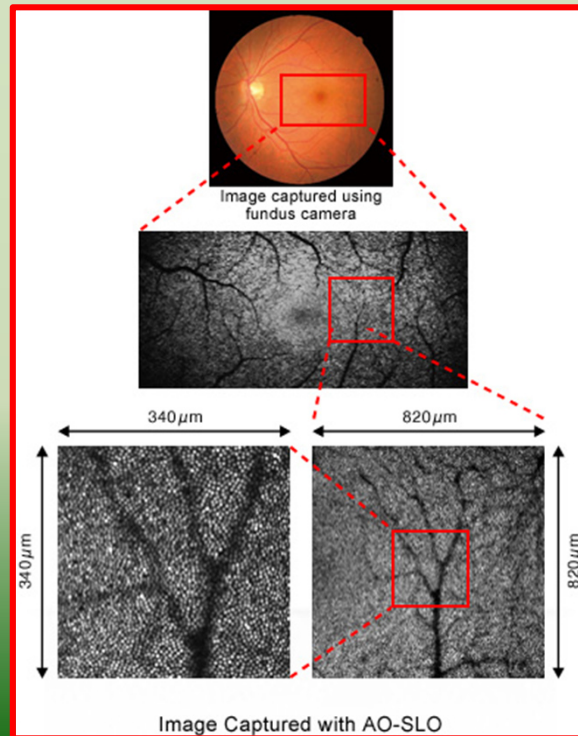 Image captured using
fundus camera
340μm
820μm
340μm
820μm
Image Captured with AO-SLO